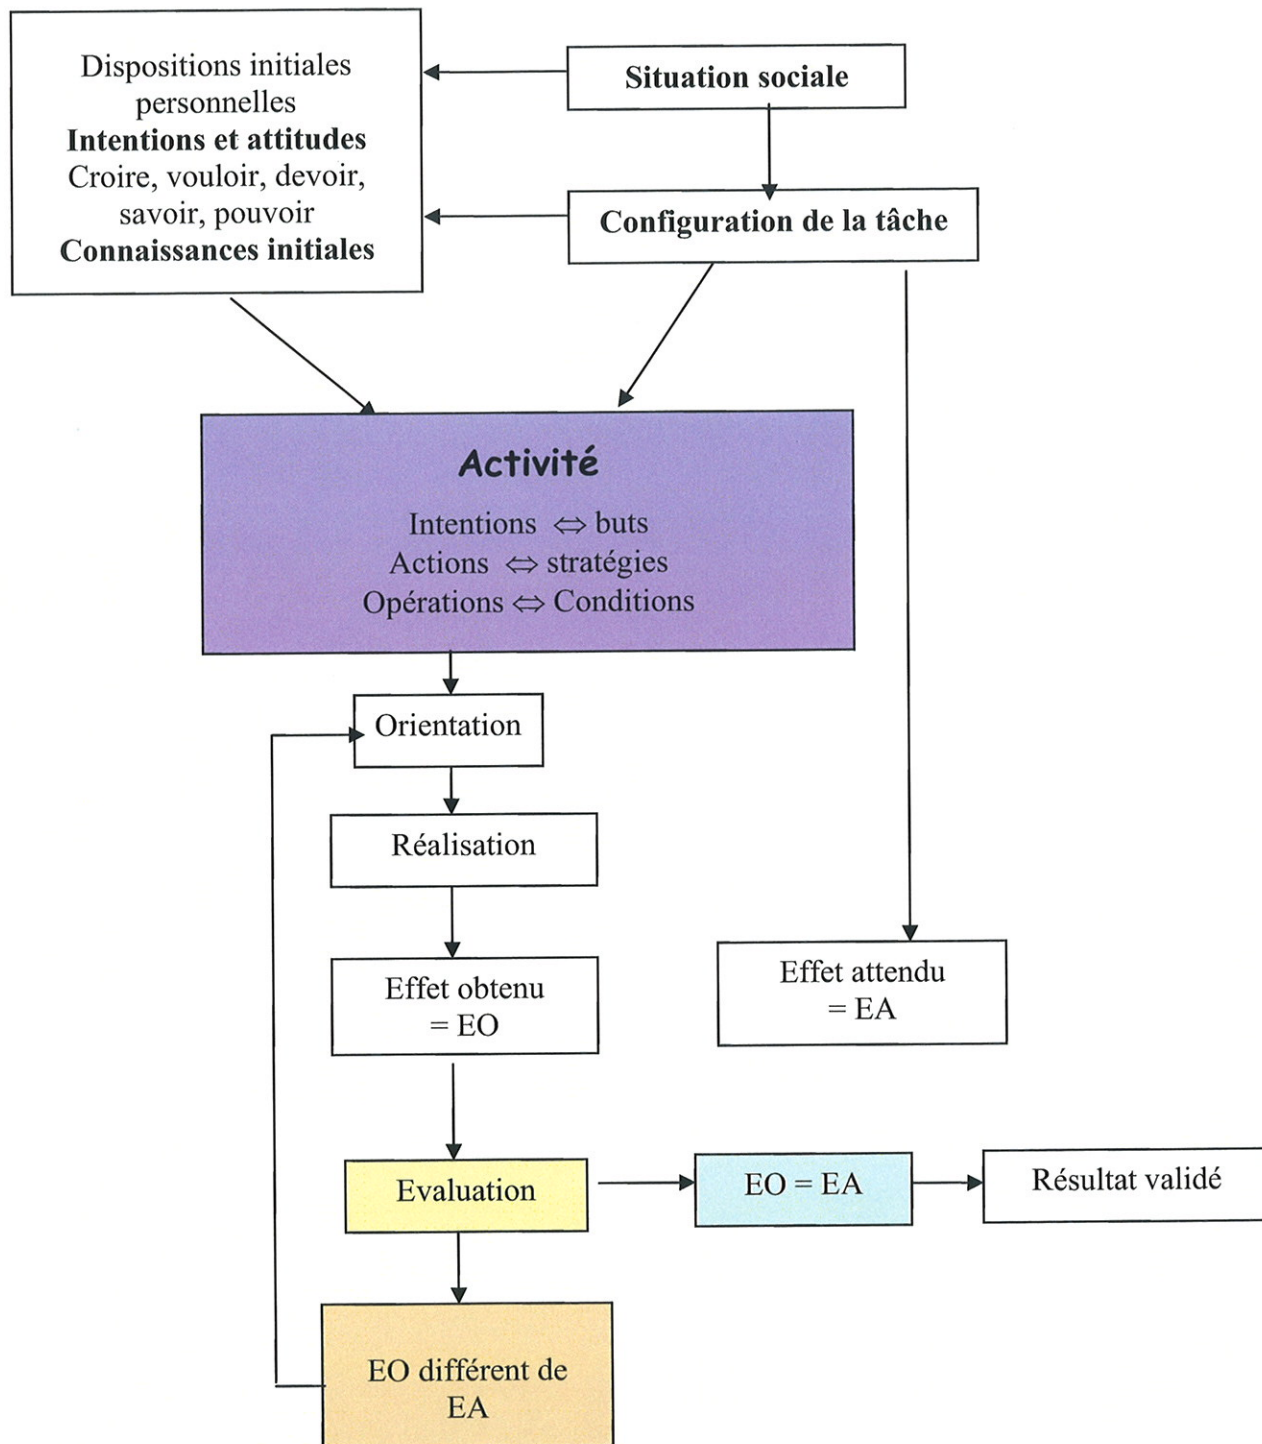 Dispositions initiales
personnelles
Intentions et attitudes
Croire, vouloir, devoir,
savoir, pouvoir
Connaissances initiales
Situation sociale
Configuration de la tâche
Activité
Intentions ⇔ buts
Actions ⇔ stratégies
Opérations ⇔ Conditions
Orientation
Réalisation
Effet obtenu
= EO
Effet attendu
= EA
Evaluation
EO = EA
Résultat validé
EO différent de
EA